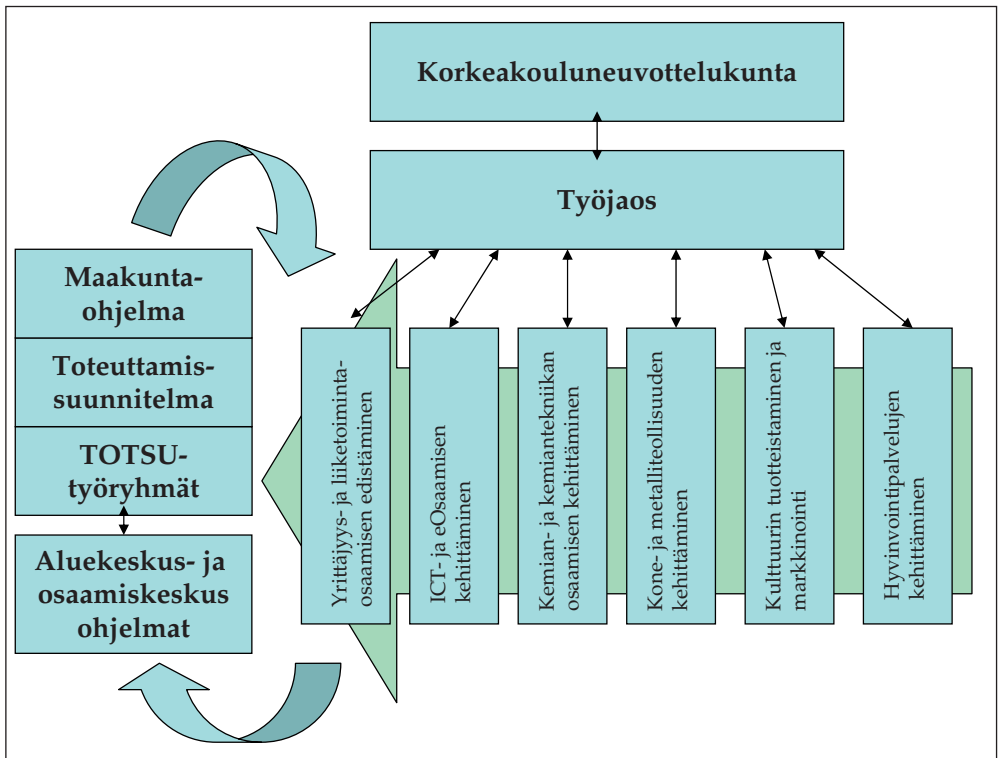 Korkeakouluneuvottelukunta
Työjaos
Maakunta-
ohjelma
Toteuttamis-
suunnitelma
TOTSU-
työryhmät
Aluekeskus- ja
osaamiskeskus
ohjelmat
Yrittäjyys- ja liiketoiminta-
osaamisen edistäminen
ICT- ja eOsaamisen
kehittäminen
Kemian- ja kemiantekniikan
osaamisen kehittäminen
Kone- ja metalliteollisuuden
kehittäminen
Kulttuurin tuotteistaminen ja
markkinointi
Hyvinvointipalvelujen
kehittäminen